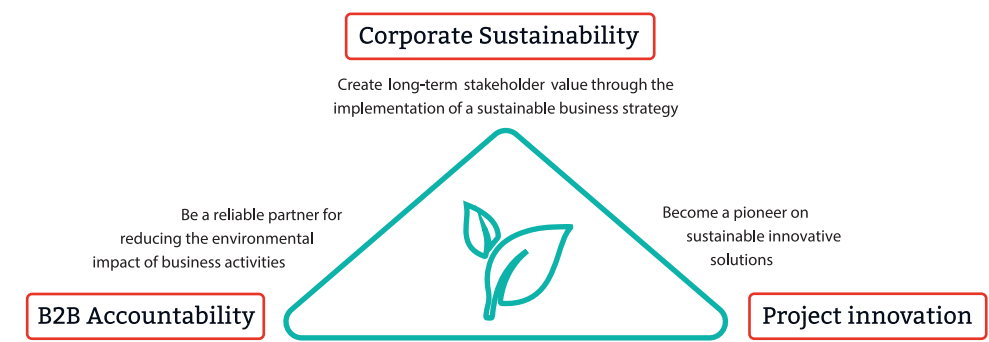 Corporate Sustainability
Create long-term stakeholder value through the
implementation of a sustainable business strategy
Be a reliable partner for
reducing the environmental
impact of business activities
Become a pioneer on
sustainable innovative
solutions
B2B Accountability
Project innovation